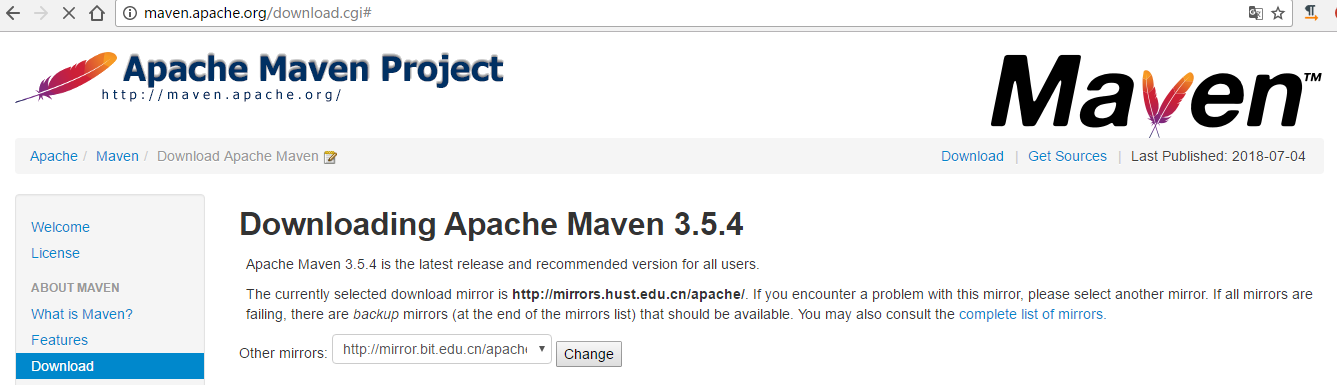 maven.apache.org/download.cgi#
Apache Maven Project
http://maven.apache.org/
Maven™
Apache / Maven / Download Apache Maven
Download | Get Sources | Last Published: 2018-07-04
Welcome
License
ABOUT MAVEN
What is Maven?
Features
Download
Downloading Apache Maven 3.5.4
Apache Maven 3.5.4 is the latest release and recommended version for all users.
The currently selected download mirror is http://mirrors.hust.edu.cn/apache/. If you encounter a problem with this mirror, please select another mirror. If all mirrors are
failing, there are backup mirrors (at the end of the mirrors list) that should be available. You may also consult the complete list of mirrors.
Other mirrors: http://mirror.bit.edu.cn/apache Change